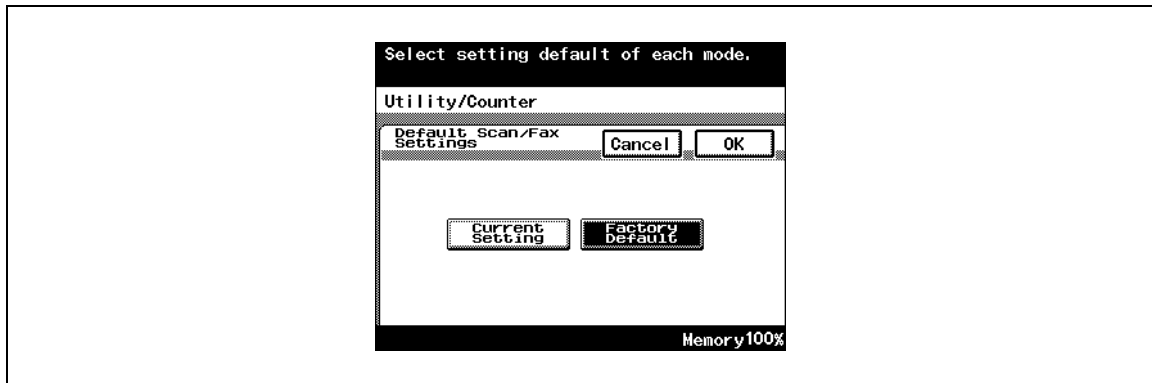 Select setting default of each mode.
Utility/Counter
Default Scan/Fax
Settings
Cancel
OK
Current
Setting
Factory
Default
Memory100%